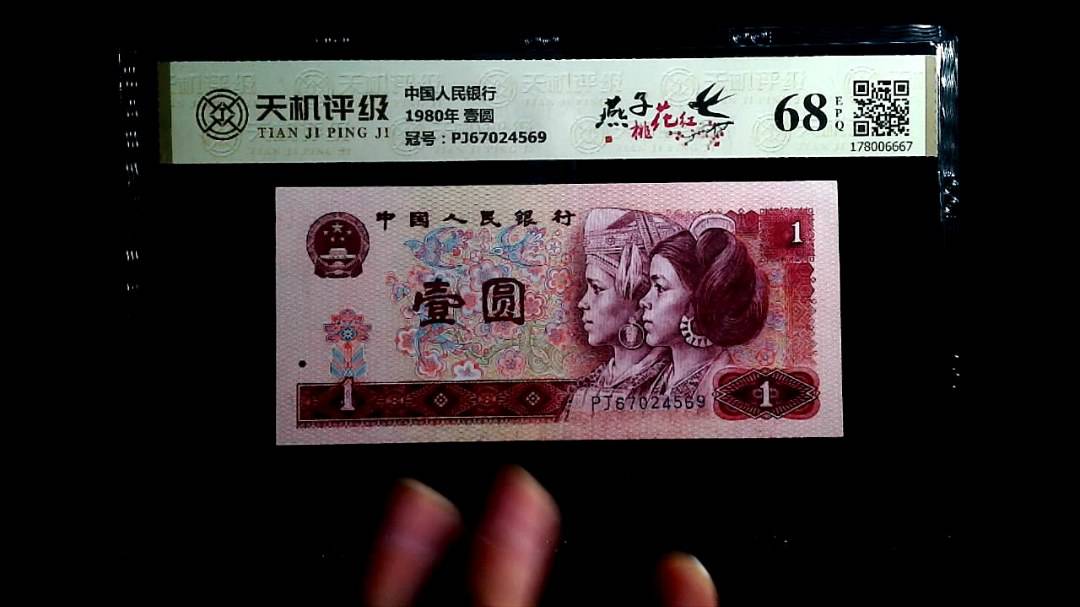 天机评级
TIAN JI PING JI
中国人民银行
1980年 壹圆
冠号：PJ67024569
燕子
桃花红
68
EPQ
178006667
中国人民银行
1
壹圆
1
PJ67024569
1